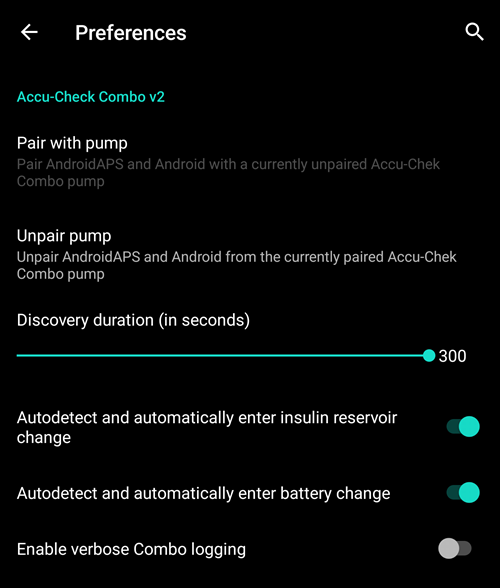 Preferences
Accu-Check Combo v2
Pair with pump
Pair AndroidAPS and Android with a currently unpaired Accu-Chek
Combo pump
Unpair pump
Unpair AndroidAPS and Android from the currently paired Accu-Chek
Combo pump
Discovery duration (in seconds)
300
Autodetect and automatically enter insulin reservoir
change
Autodetect and automatically enter battery change
Enable verbose Combo logging